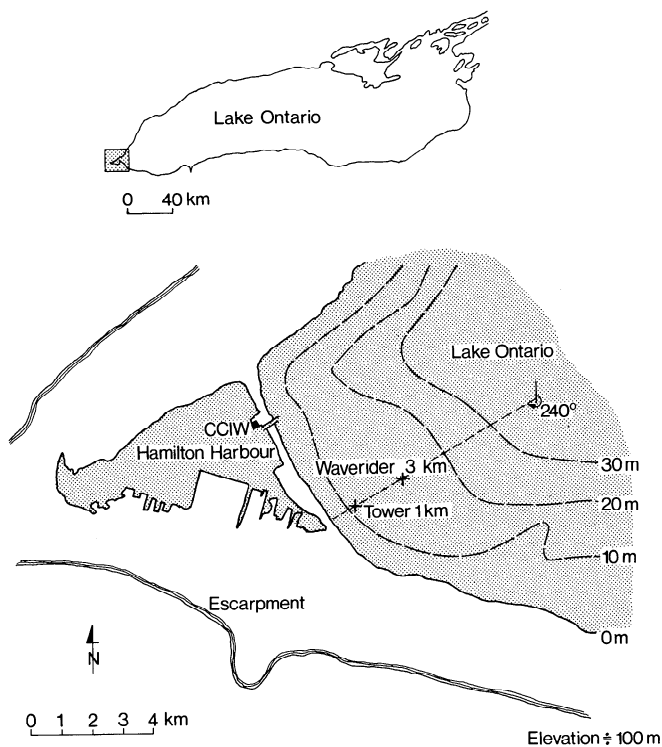 Lake Ontario
0 40 km
Lake Ontario
240°
CCIW
Hamilton Harbour
Waverider 3 km
30 m
Tower 1 km
20 m
10 m
Escarpment
0 m
N
0 1 2 3 4 km
Elevation ÷ 100 m